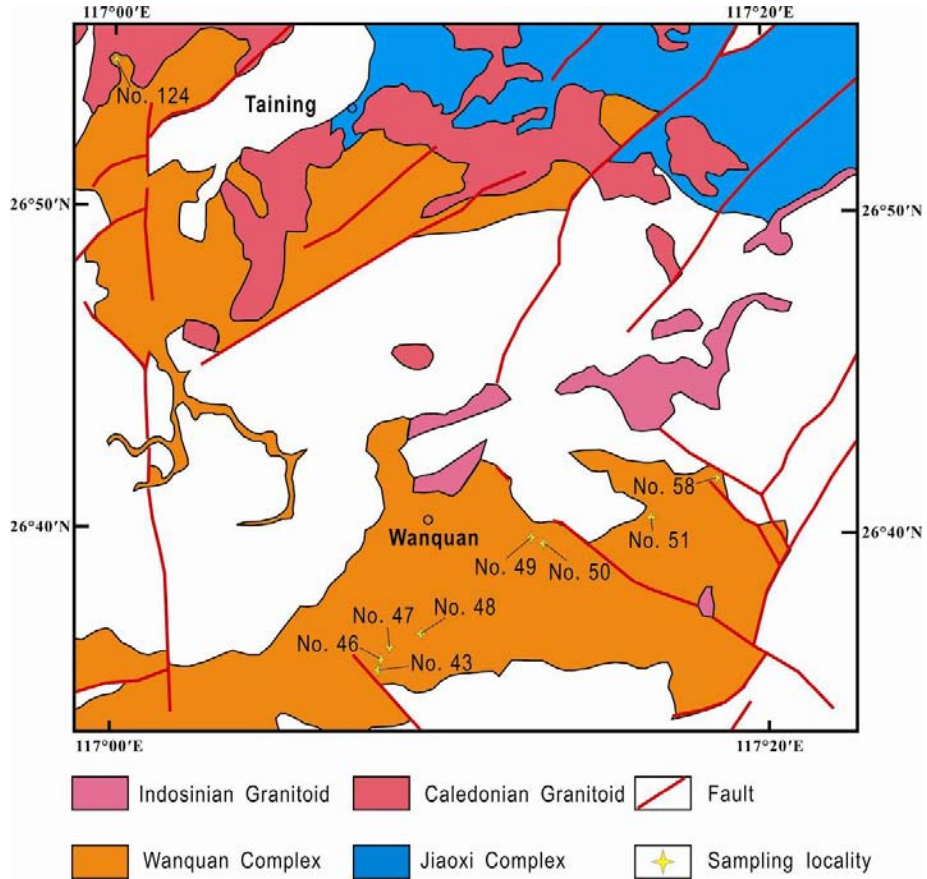 117°00′E 117°20′E
No. 124
Taining
26°50′N 26°50′N
No. 58
26°40′N 26°40′N
Wanquan
No. 51
No. 49 No. 50
No. 47 No. 48
No. 46
No. 43
117°00′E 117°20′E
Indosinian Granitoid Caledonian Granitoid Fault
Wanquan Complex Jiaoxi Complex Sampling locality